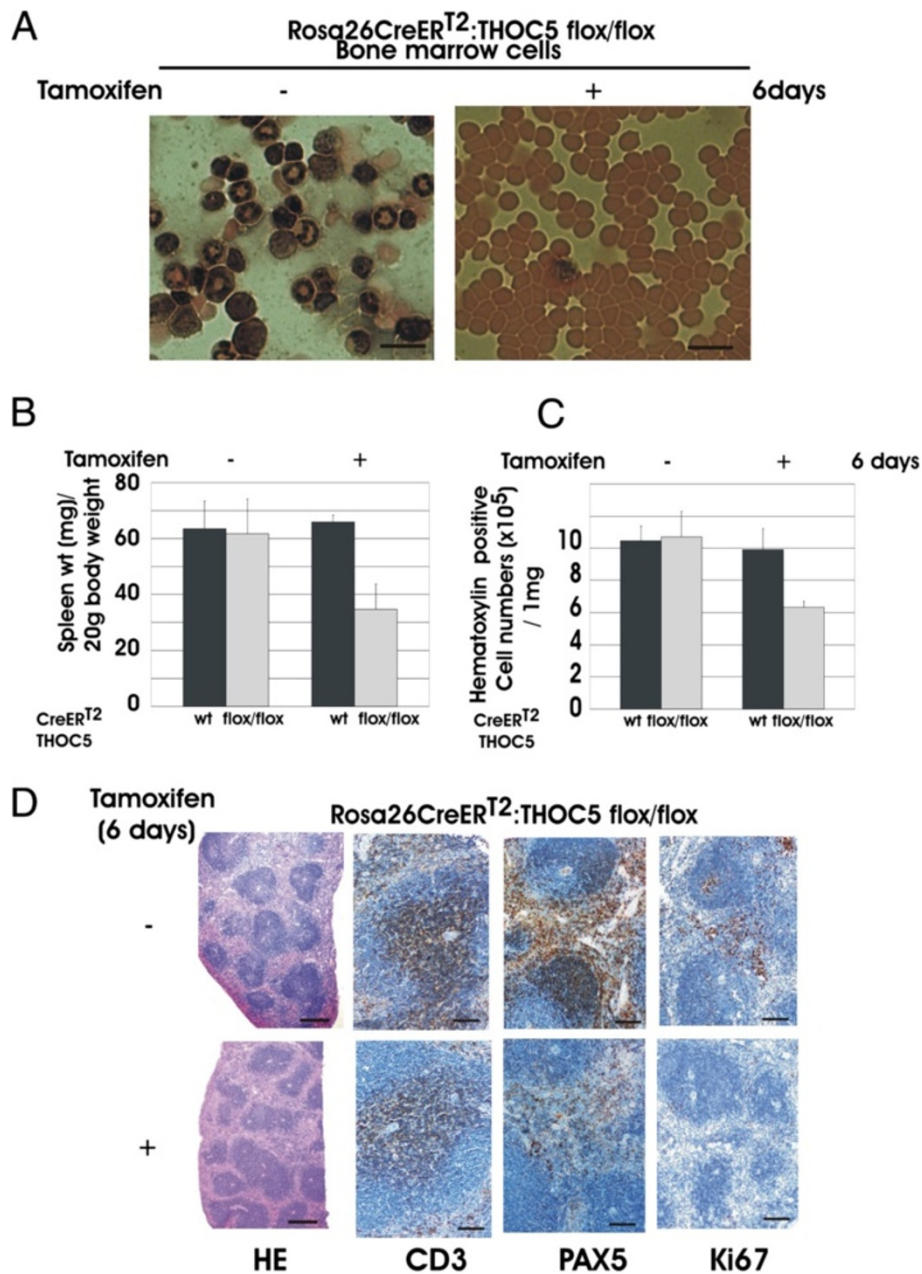 A
Rosa26CreERT2:THOC5 flox/flox
Bone marrow cells
Tamoxifen - + 6days
B
Tamoxifen - +
Spleen wt (mg)/
20g body weight
80
60
40
20
0
wt flox/flox wt flox/flox
CreERT2
THOC5
C
Tamoxifen - + 6 days
Hematoxylin positive
Cell numbers (x105)
/ 1mg
10
8
6
4
2
0
wt flox/flox wt flox/flox
CreERT2
THOC5
D
Tamoxifen
(6 days)
Rosa26CreERT2:THOC5 flox/flox
-
+
HE CD3 PAX5 Ki67